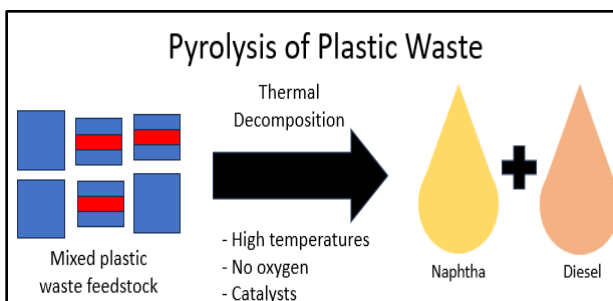 Pyrolysis of Plastic Waste
Thermal
Decomposition
- High temperatures
- No oxygen
- Catalysts
Mixed plastic
waste feedstock
Naphtha
Diesel